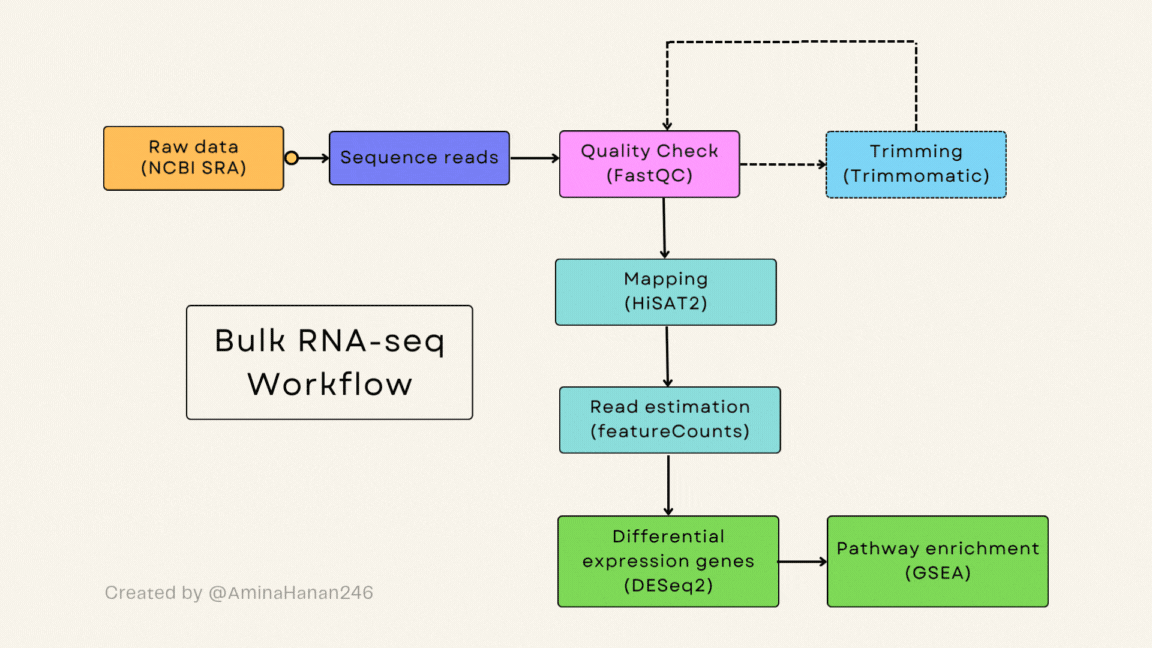 Raw data
(NCBI SRA)
Sequence reads
Quality Check
(FastQC)
Trimming
(Trimmomatic)
Mapping
(HiSAT2)
Bulk RNA-seq
Workflow
Read estimation
(featureCounts)
Differential
expression genes
(DESeq2)
Pathway enrichment
(GSEA)
Created by @AminaHanan246